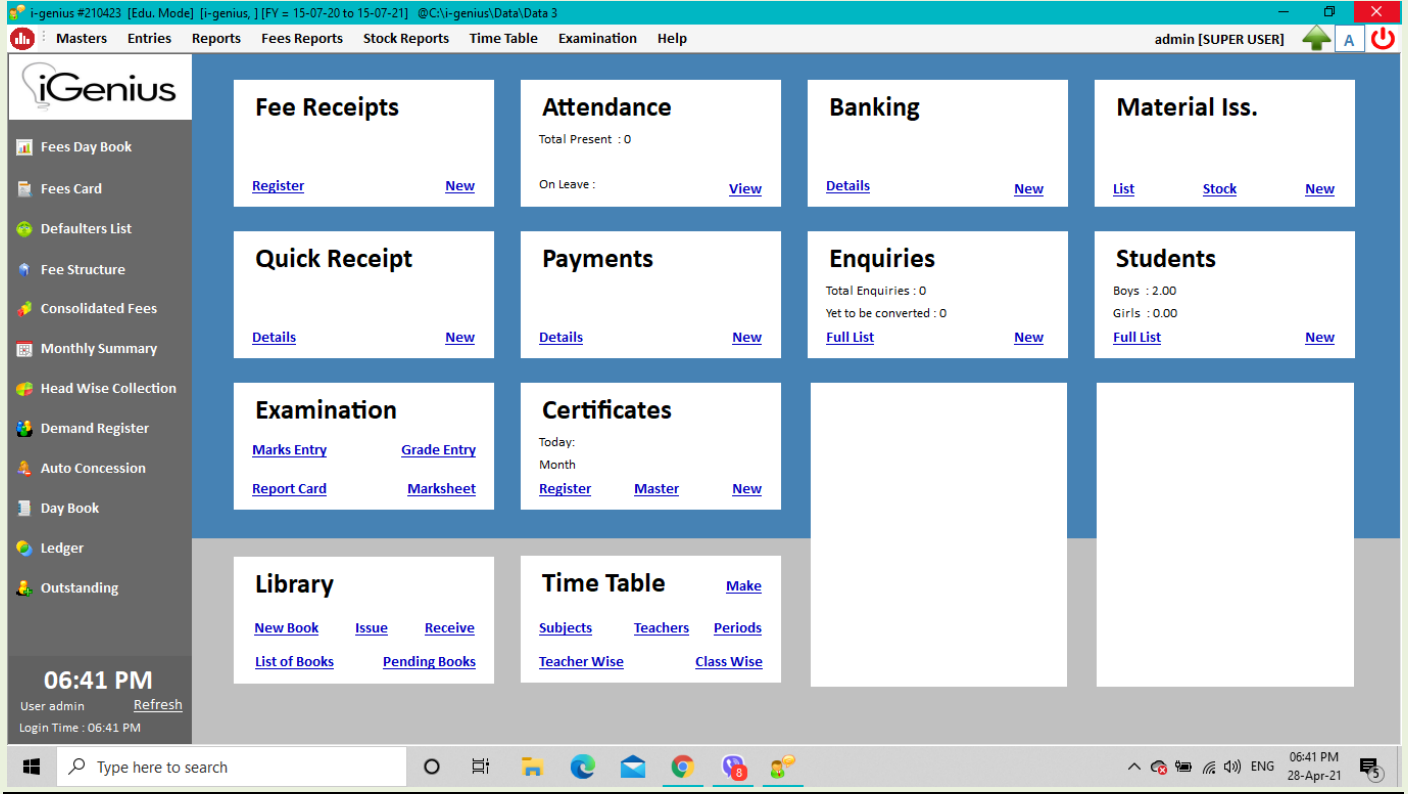 i-genius #210423 [Edu. Mode] [i-genius, ] [FY = 15-07-20 to 15-07-21] @C:\i-genius\Data\Data 3
Masters Entries Reports Fees Reports Stock Reports Time Table Examination Help admin [SUPER USER] A
iGenius
Fees Day Book
Fees Card
Defaulters List
Fee Structure
Consolidated Fees
Monthly Summary
Head Wise Collection
Demand Register
Auto Concession
Day Book
Ledger
Outstanding
06:41 PM
User admin Refresh
Login Time : 06:41 PM
Fee Receipts
Register New
Attendance
Total Present : 0
On Leave :
View
Banking
Details New
Material Iss.
List Stock New
Quick Receipt
Details New
Payments
Details New
Enquiries
Total Enquiries : 0
Yet to be converted : 0
Full List New
Students
Boys : 2.00
Girls : 0.00
Full List New
Examination
Marks Entry Grade Entry
Report Card Marksheet
Certificates
Today:
Month
Register Master New
Library
New Book Issue Receive
List of Books Pending Books
Time Table Make
Subjects Teachers Periods
Teacher Wise Class Wise
Type here to search
8
ENG
06:41 PM
28-Apr-21
5